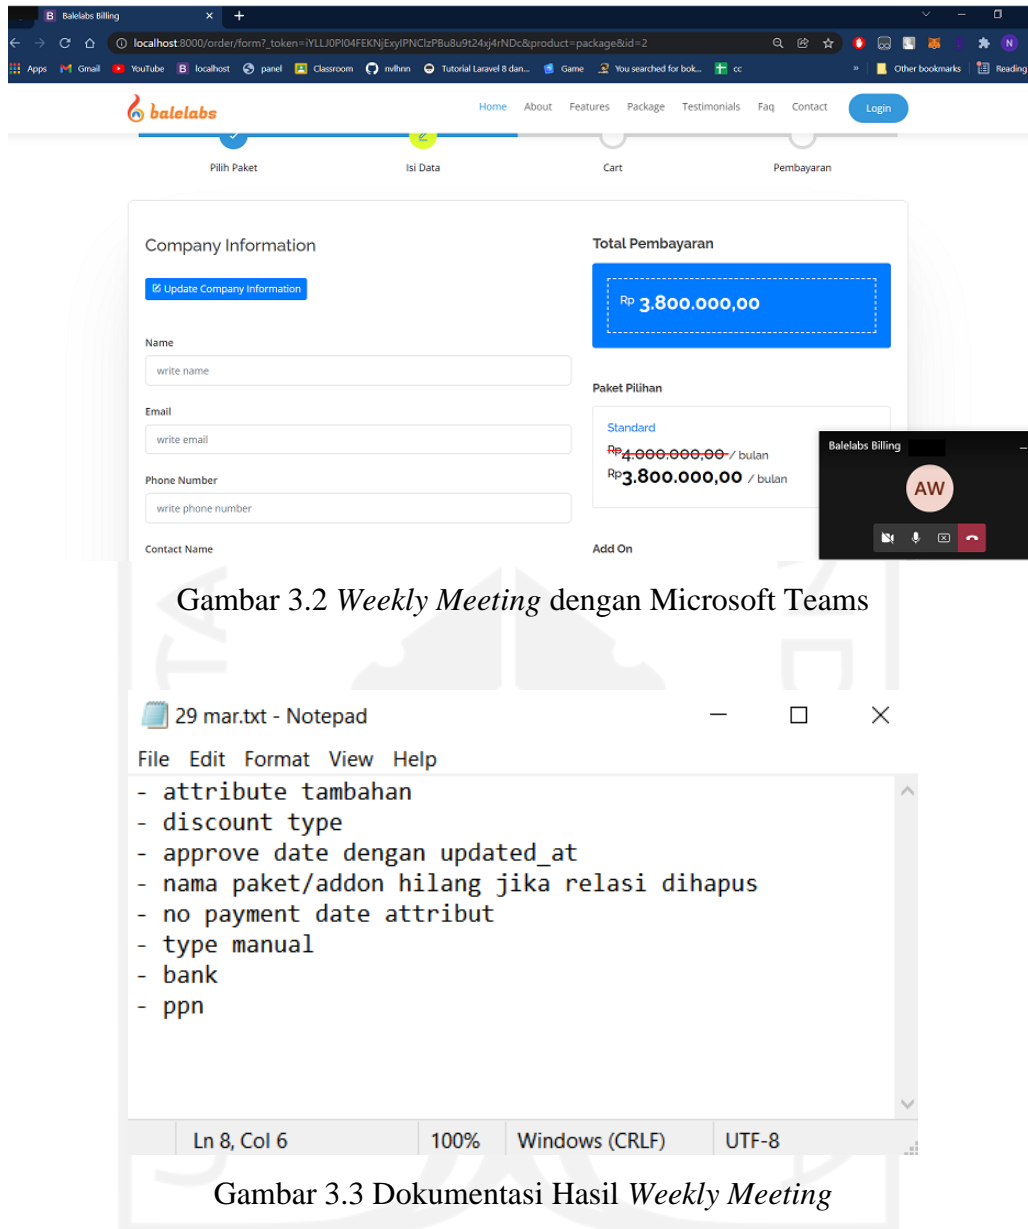 B Balelabs Billing × +
localhost:8000/order/form?_token=iYLLJ0PI04FEKNjExyIPNClzPBu8u9t24xj4rNDc&product=package&id=2
N
Apps Gmail YouTube B localhost panel Classroom nvlhnn Tutorial Laravel 8 dan... Game You searched for bok... cc » Other bookmarks Reading
balelabs Home About Features Package Testimonials Faq Contact Login
Pilih Paket Isi Data Cart Pembayaran
Company Information
Update Company Information
Name
write name
Email
write email
Phone Number
write phone number
Contact Name
Total Pembayaran
Rp 3.800.000,00
Paket Pilihan
Standard
Rp4.000.000,00 / bulan
Rp3.800.000,00 / bulan
Add On
Balelabs Billing
AW
Gambar 3.2 Weekly Meeting dengan Microsoft Teams
29 mar.txt - Notepad
File Edit Format View Help
- attribute tambahan
- discount type
- approve date dengan updated_at
- nama paket/addon hilang jika relasi dihapus
- no payment date attribut
- type manual
- bank
- ppn
Ln 8, Col 6 100% Windows (CRLF) UTF-8
Gambar 3.3 Dokumentasi Hasil Weekly Meeting